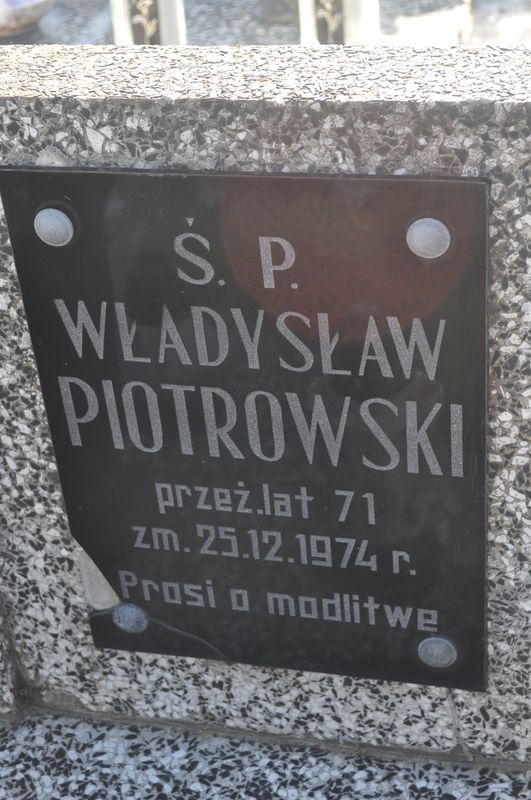 Ś. P.
WŁADYSŁAW
PIOTROWSKI
przeż.lat 71
zm. 25.12.1974 r.
Prosi o modlitwę